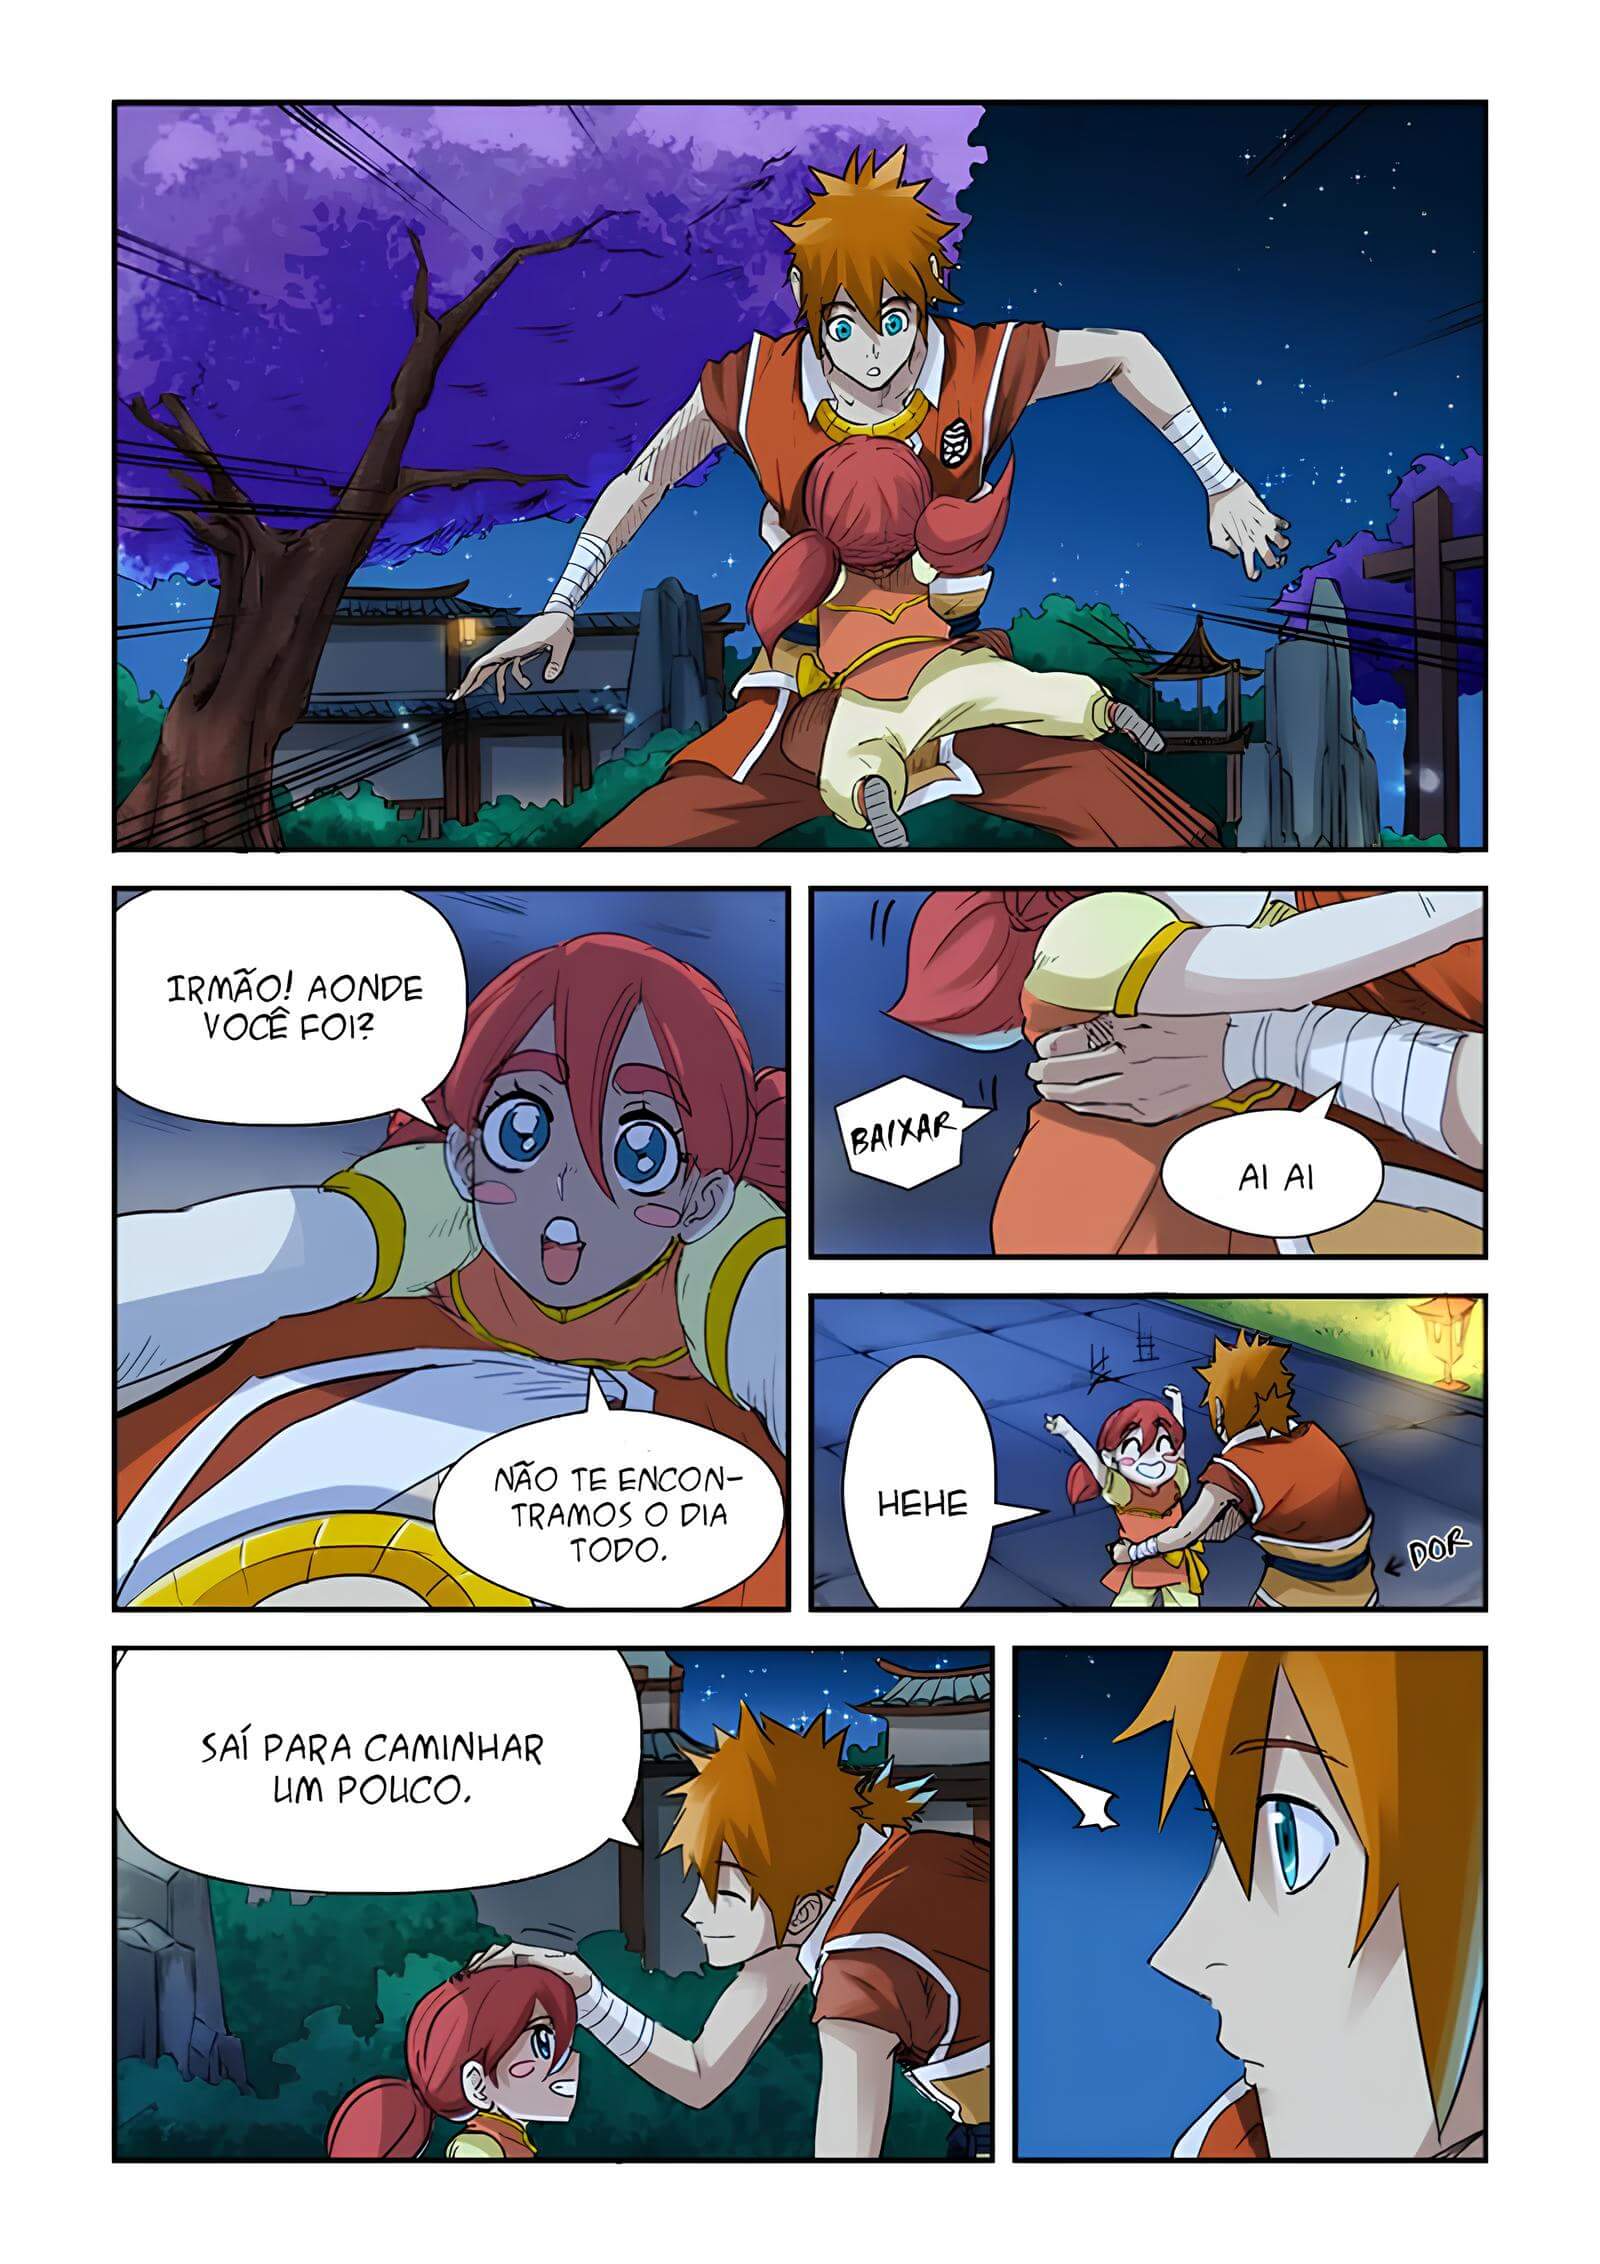 IRMÃO! AONDE
VOCÊ FOI?
NÃO TE ENCON-
TRAMOS O DIA
TODO.
BAIXAR
AI AI
HEHE
DOR
SAÍ PARA CAMINHAR
UM POUCO.